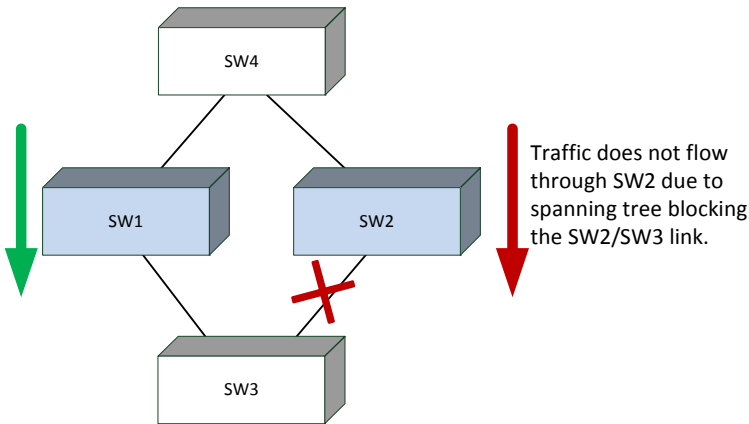 SW4
SW1
SW2
SW3
Traffic does not flow
through SW2 due to
spanning tree blocking
the SW2/SW3 link.